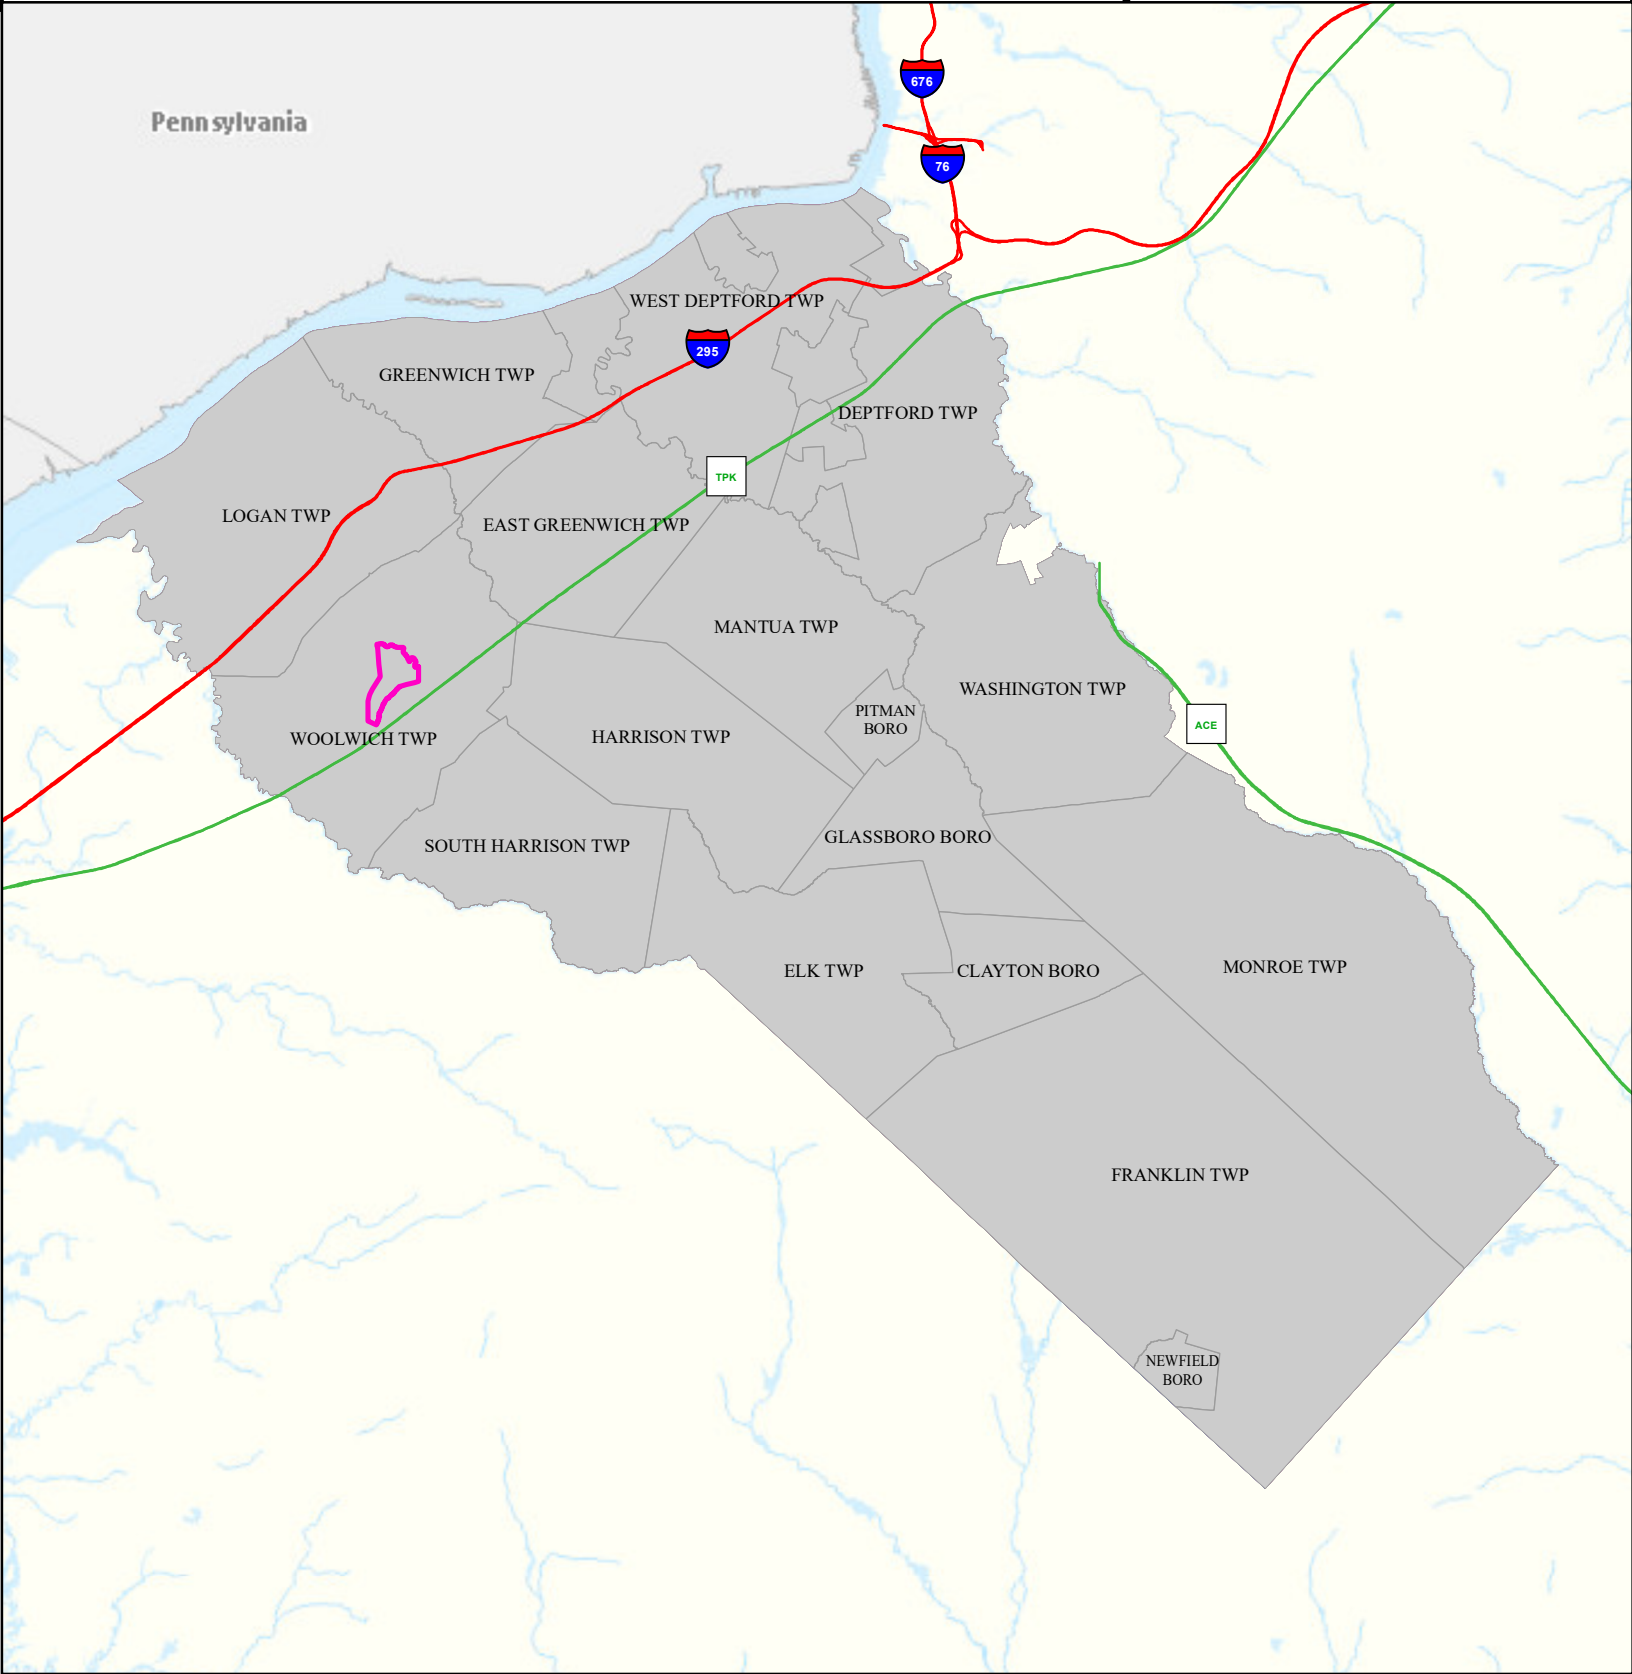 676
Pennsylvania
76
WEST DEPTFORD TWP
295
GREENWICH TWP
DEPTFORD TWP
TPK
LOGAN TWP
EAST GREENWICH TWP
MANTUA TWP
WASHINGTON TWP
PITMAN
BORO
ACE
WOOLWICH TWP
HARRISON TWP
GLASSBORO BORO
SOUTH HARRISON TWP
ELK TWP
CLAYTON BORO
MONROE TWP
FRANKLIN TWP
NEWFIELD
BORO